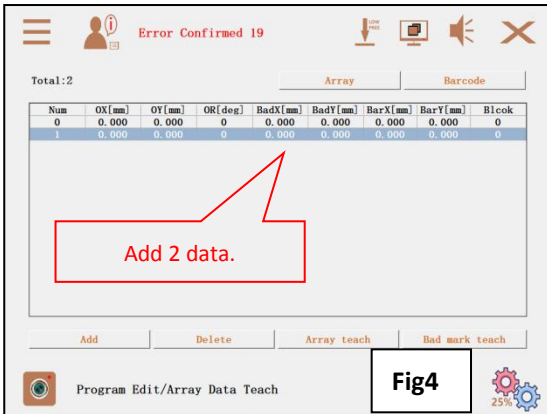 Error Confirmed 19
LOW
FREE
Total:2
Array Barcode
Num OX[mm] OY[mm] OR[deg] BadX[mm] BadY[mm] BarX[mm] BarY[mm] Blcok
0 0.000 0.000 0 0.000 0.000 0.000 0.000 0
1 0.000 0.000 0 0.000 0.000 0.000 0.000 0
Add 2 data.
Add Delete Array teach Bad mark teach
Program Edit/Array Data Teach
Fig4
25%